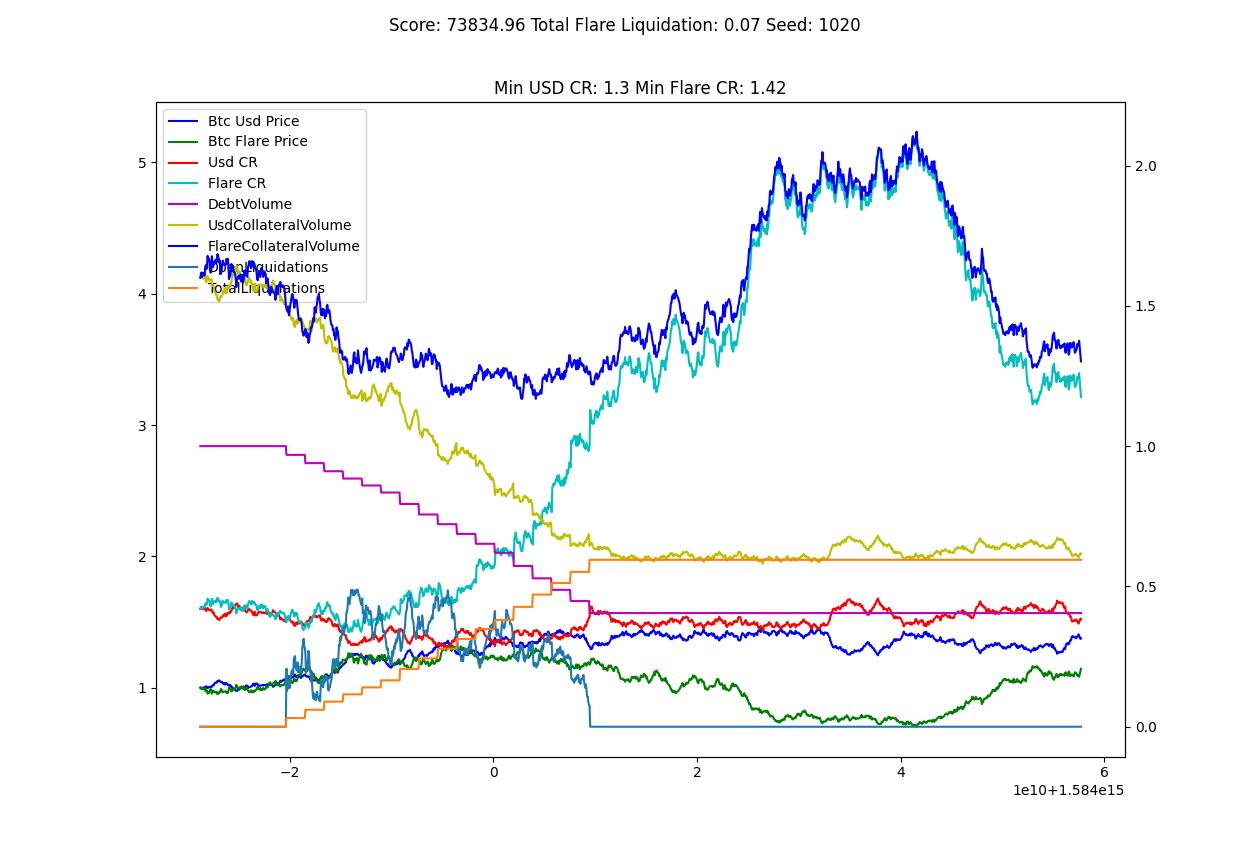 Score: 73834.96 Total Flare Liquidation: 0.07 Seed: 1020
Min USD CR: 1.3 Min Flare CR: 1.42
Btc Usd Price
Btc Flare Price
Usd CR
Flare CR
DebtVolume
UsdCollateralVolume
FlareCollateralVolume
OpenLiquidations
TotalLiquidations
5
4
3
2
1
2.0
1.5
1.0
0.5
0.0
−2 0 2 4 6
1e10+1.584e15